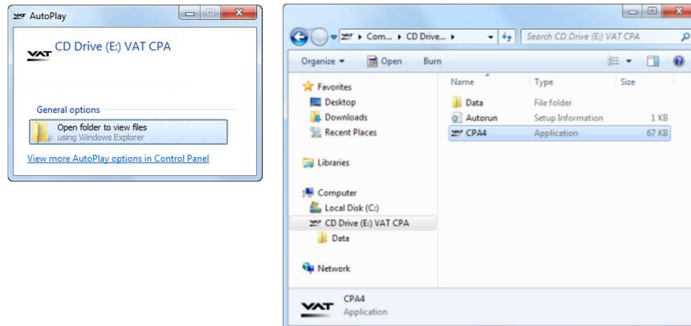 AutoPlay
CD Drive (E:) VAT CPA
VAT
General options
Open folder to view files
using Windows Explorer
View more AutoPlay options in Control Panel
Com... CD Drive... Search CD Drive (E:) VAT CPA
Organize Open Burn
Name Type Size
Favorites
Desktop
Downloads
Recent Places
Libraries
Computer
Local Disk (C:)
CD Drive (E:) VAT CPA
Data
Network
Data File folder
Autorun Setup Information 1 KB
CPA4 Application 67 KB
VAT
CPA4
Application